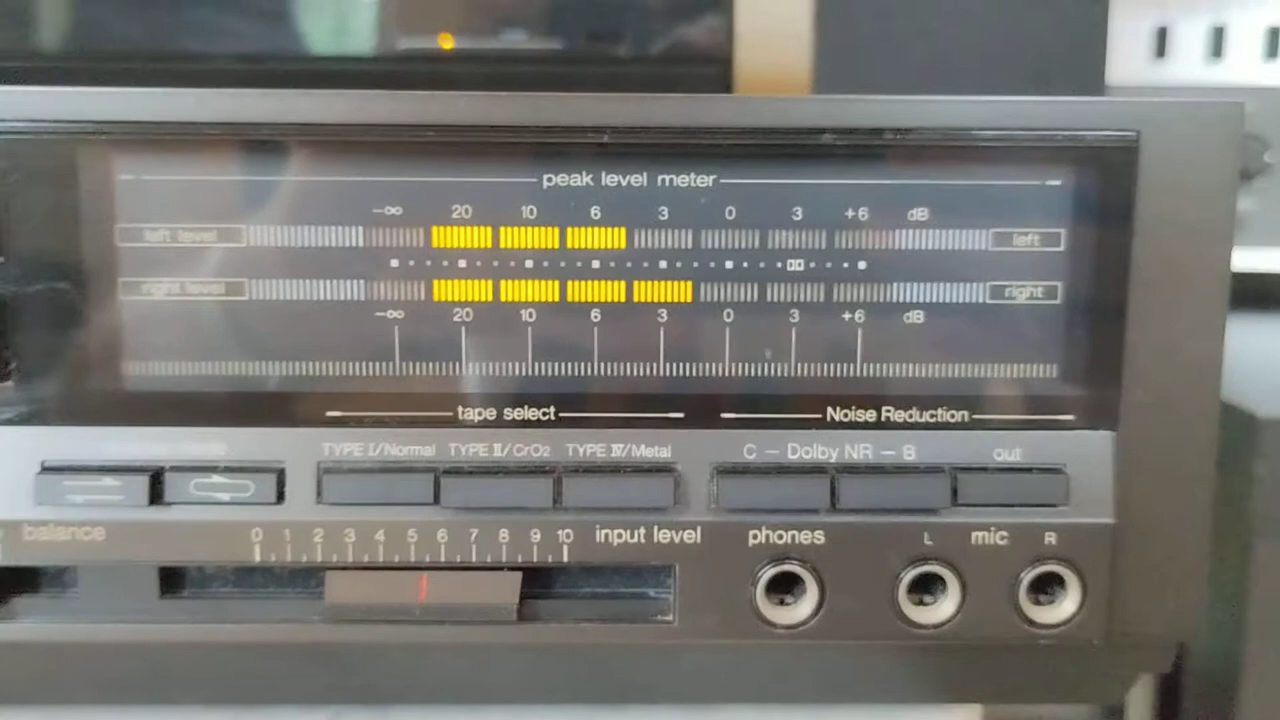 peak level meter
-∞ 20 10 6 3 0 3 +6 dB
left level left
right level right
-∞ 20 10 6 3 0 3 +6 dB
tape select Noise Reduction
TYPE I/Normal TYPE II/CrO2 TYPE IV/Metal C - Dolby NR - B out
balance 0 1 2 3 4 5 6 7 8 9 10 input level phones L mic R